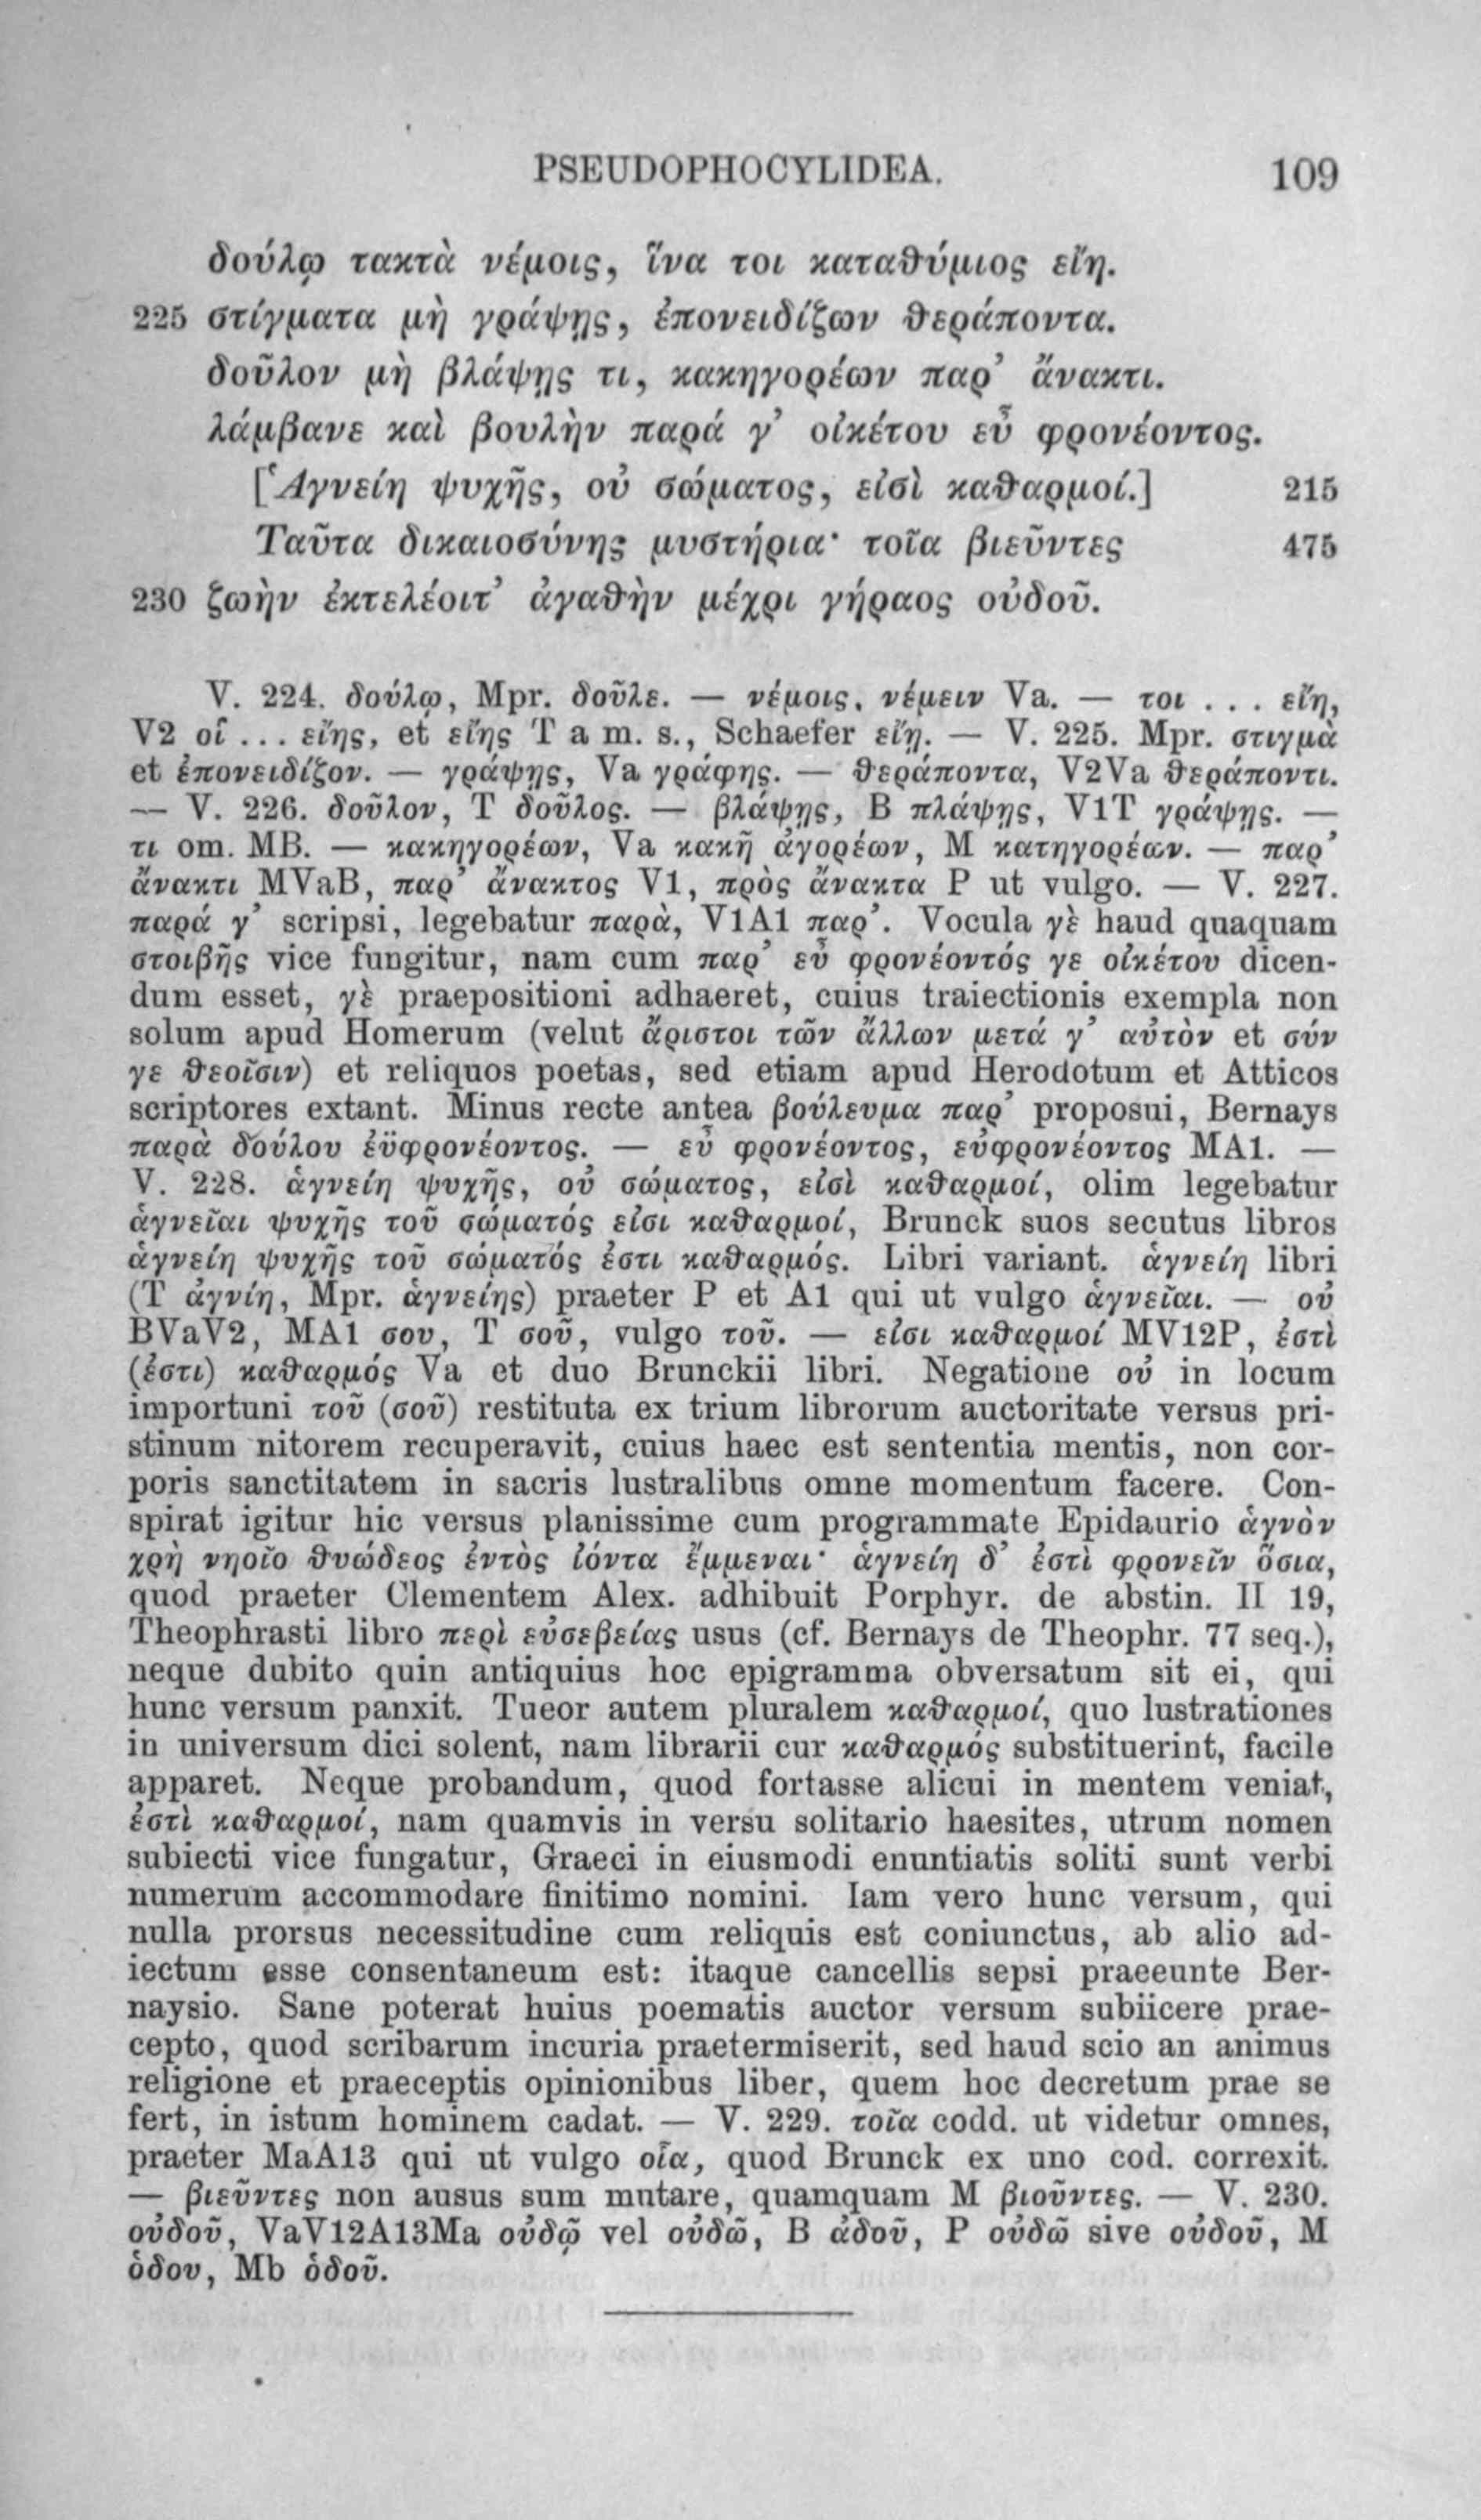 PSEUDOPHOCYLIDEA. 109
δούλῳ τακτὰ νέμοις, ἵνα τοι καταθύμιος εἴη.
225 στίγματα μὴ γράψῃς, ἐπονειδίζων θεράποντα.
δοῦλον μὴ βλάψῃς τι, κακηγορέων παρ᾽ ἄνακτι.
λάμβανε καὶ βουλὴν παρά γ᾽ οἰκέτου εὖ φρονέοντος.
[Ἁγνείη ψυχῆς, οὐ σώματος, εἰσὶ καθαρμοί.] 215
Ταῦτα δικαιοσύνης μυστήρια· τοῖα βιεῦντες 475
230 ζωὴν ἐκτελέοιτ᾽ ἀγαθὴν μέχρι γήραος οὐδοῦ.
V. 224. δούλῳ, Mpr. δοῦλε. — νέμοις, νέμειν Va. — τοι ... εἴη,
V2 οἷ ... εἴης, et εἴης T a m. s., Schaefer εἴῃ. — V. 225. Mpr. στιγμὰ
et ἐπονειδίζον. — γράψῃς, Va γράφῃς. — θεράποντα, V2Va θεράποντι.
— V. 226. δοῦλον, T δοῦλος. — βλάψῃς, B πλάψῃς, V1T γράψῃς. —
τι om. MB. — κακηγορέων, Va κακῆ ἀγορέων, M κατηγορέων. — παρ᾽
ἄνακτι MVaB, παρ᾽ ἄνακτος V1, πρὸς ἄνακτα P ut vulgo. — V. 227.
παρά γ᾽ scripsi, legebatur παρὰ, V1A1 παρ᾽. Vocula γὲ haud quaquam
στοιβῆς vice fungitur, nam cum παρ᾽ εὖ φρονέοντός γε οἰκέτου dicen-
dum esset, γὲ praepositioni adhaeret, cuius traiectionis exempla non
solum apud Homerum (velut ἄριστοι τῶν ἄλλων μετά γ᾽ αὐτὸν et σύν
γε θεοῖσιν) et reliquos poetas, sed etiam apud Herodotum et Atticos
scriptores extant. Minus recte antea βούλευμα παρ᾽ proposui, Bernays
παρὰ δούλου ἐϋφρονέοντος. — εὖ φρονέοντος, εὐφρονέοντος MA1. —
V. 228. ἁγνείη ψυχῆς, οὐ σώματος, εἰσὶ καθαρμοί, olim legebatur
ἁγνεῖαι ψυχῆς τοῦ σώματός εἰσι καθαρμοί, Brunck suos secutus libros
ἁγνείη ψυχῆς τοῦ σώματός ἐστι καθαρμός. Libri variant. ἁγνείη libri
(T ἁγνίη, Mpr. ἁγνείης) praeter P et A1 qui ut vulgo ἁγνεῖαι. — οὐ
BVaV2, MA1 σου, T σοῦ, vulgo τοῦ. — εἰσι καθαρμοί MV12P, ἐστὶ
(ἐστι) καθαρμός Va et duo Brunckii libri. Negatione οὐ in locum
importuni τοῦ (σοῦ) restituta ex trium librorum auctoritate versus pri-
stinum nitorem recuperavit, cuius haec est sententia mentis, non cor-
poris sanctitatem in sacris lustralibus omne momentum facere. Con-
spirat igitur hic versus planissime cum programmate Epidaurio ἁγνὸν
χρὴ νηοῖο θυώδεος ἐντὸς ἰόντα ἔμμεναι· ἁγνείη δ᾽ ἐστὶ φρονεῖν ὅσια,
quod praeter Clementem Alex. adhibuit Porphyr. de abstin. II 19,
Theophrasti libro περὶ εὐσεβείας usus (cf. Bernays de Theophr. 77 seq.),
neque dubito quin antiquius hoc epigramma obversatum sit ei, qui
hunc versum panxit. Tueor autem pluralem καθαρμοί, quo lustrationes
in universum dici solent, nam librarii cur καθαρμός substituerint, facile
apparet. Neque probandum, quod fortasse alicui in mentem veniat,
ἐστὶ καθαρμοί, nam quamvis in versu solitario haesites, utrum nomen
subiecti vice fungatur, Graeci in eiusmodi enuntiatis soliti sunt verbi
numerum accommodare finitimo nomini. Iam vero hunc versum, qui
nulla prorsus necessitudine cum reliquis est coniunctus, ab alio ad-
iectum esse consentaneum est: itaque cancellis sepsi praeeunte Ber-
naysio. Sane poterat huius poematis auctor versum subiicere prae-
cepto, quod scribarum incuria praetermiserit, sed haud scio an animus
religione et praeceptis opinionibus liber, quem hoc decretum prae se
fert, in istum hominem cadat. — V. 229. τοῖα codd. ut videtur omnes,
praeter MaA13 qui ut vulgo οἷα, quod Brunck ex uno cod. correxit.
— βιεῦντες non ausus sum mutare, quamquam M βιοῦντες. — V. 230.
οὐδοῦ, VaV12A13Ma οὐδῷ vel οὐδῶ, B ἀδοῦ, P οὐδῶ sive οὐδοῦ, M
ὁδου, Mb ὁδοῦ.